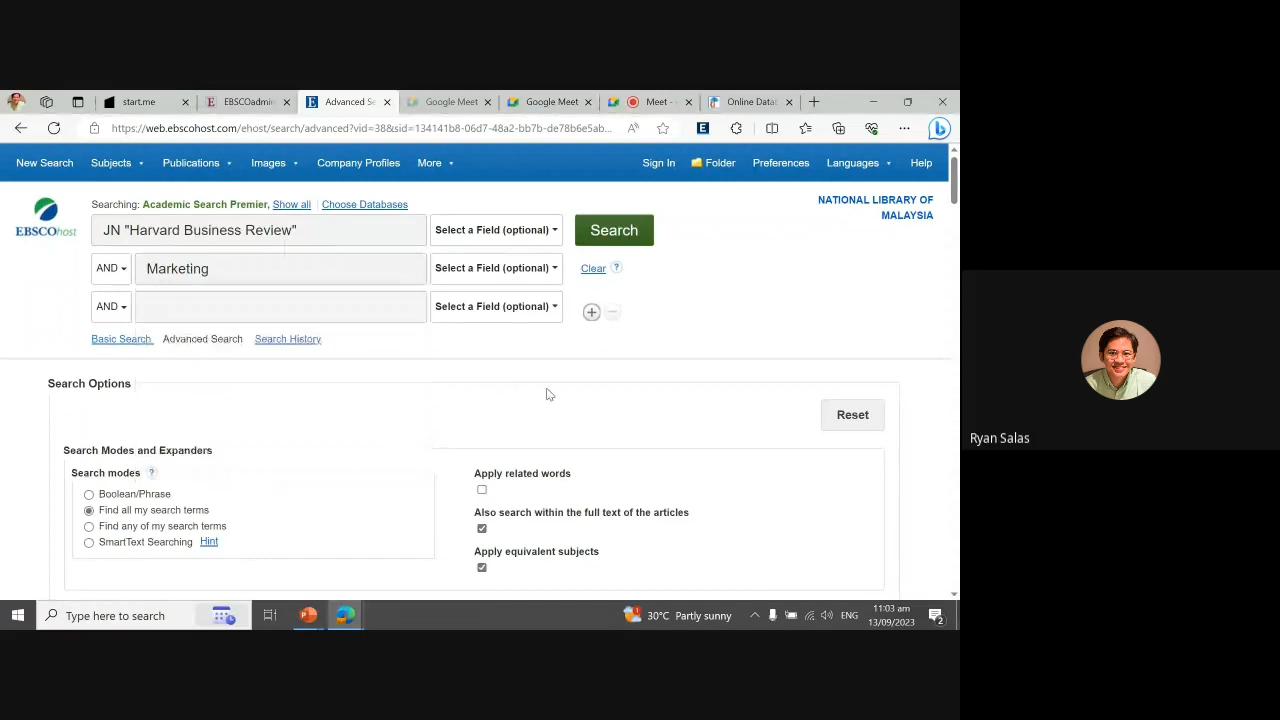 start.me
EBSCOadmin
Advanced Se
Google Meet
Google Meet
Meet -
Online Datab
https://web.ebscohost.com/ehost/search/advanced?vid=38&sid=134141b8-06d7-48a2-bb7b-de78b6e5ab...
New Search Subjects Publications Images Company Profiles More Sign In Folder Preferences Languages Help
Searching: Academic Search Premier, Show all | Choose Databases
NATIONAL LIBRARY OF
MALAYSIA
EBSCOhost
JN "Harvard Business Review" Select a Field (optional) Search
AND Marketing Select a Field (optional) Clear ?
AND Select a Field (optional)
Basic Search Advanced Search Search History
Search Options
Reset
Search Modes and Expanders
Search modes ?
Boolean/Phrase
Find all my search terms
Find any of my search terms
SmartText Searching Hint
Apply related words
Also search within the full text of the articles
Apply equivalent subjects
Type here to search
30°C Partly sunny
ENG
11:03 am
13/09/2023
2
Ryan Salas